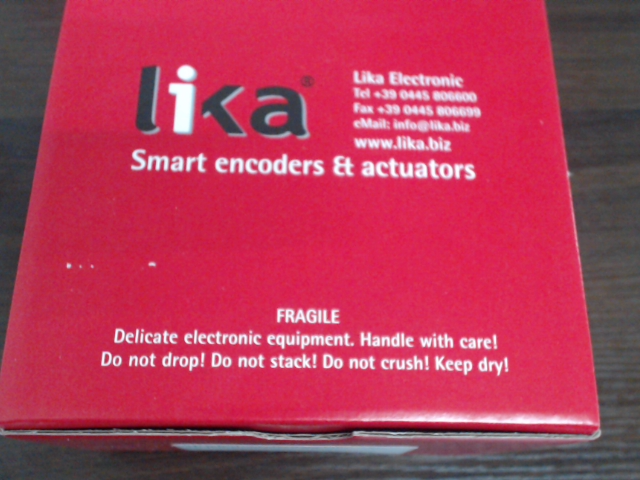 lika®
Lika Electronic
Tel +39 0445 806600
Fax +39 0445 806699
eMail: info@lika.biz
www.lika.biz
Smart encoders & actuators
FRAGILE
Delicate electronic equipment. Handle with care!
Do not drop! Do not stack! Do not crush! Keep dry!